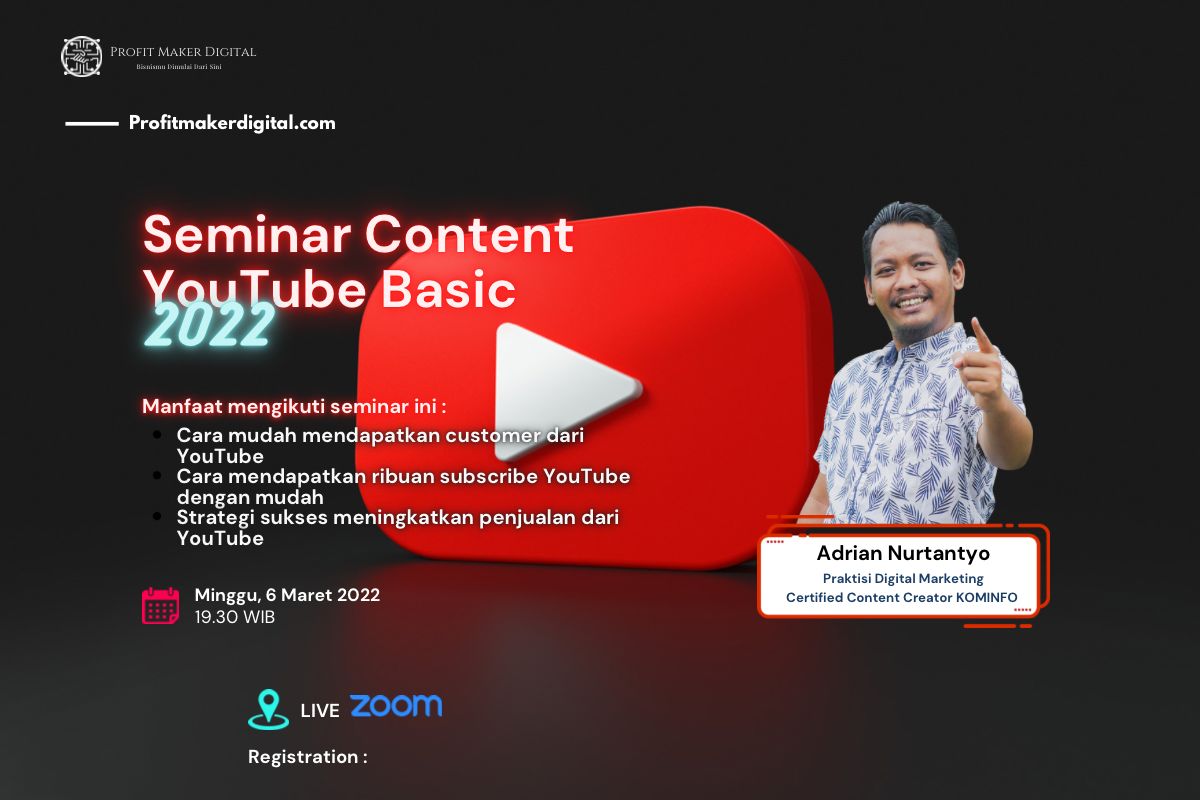 PROFIT MAKER DIGITAL
Bisnismu Dimulai Dari Sini
Profitmakerdigital.com
Seminar Content
YouTube Basic
2022
Manfaat mengikuti seminar ini :
Cara mudah mendapatkan customer dari
YouTube
Cara mendapatkan ribuan subscribe YouTube
dengan mudah
Strategi sukses meningkatkan penjualan dari
YouTube
Minggu, 6 Maret 2022
19.30 WIB
Adrian Nurtantyo
Praktisi Digital Marketing
Certified Content Creator KOMINFO
LIVE zoom
Registration :